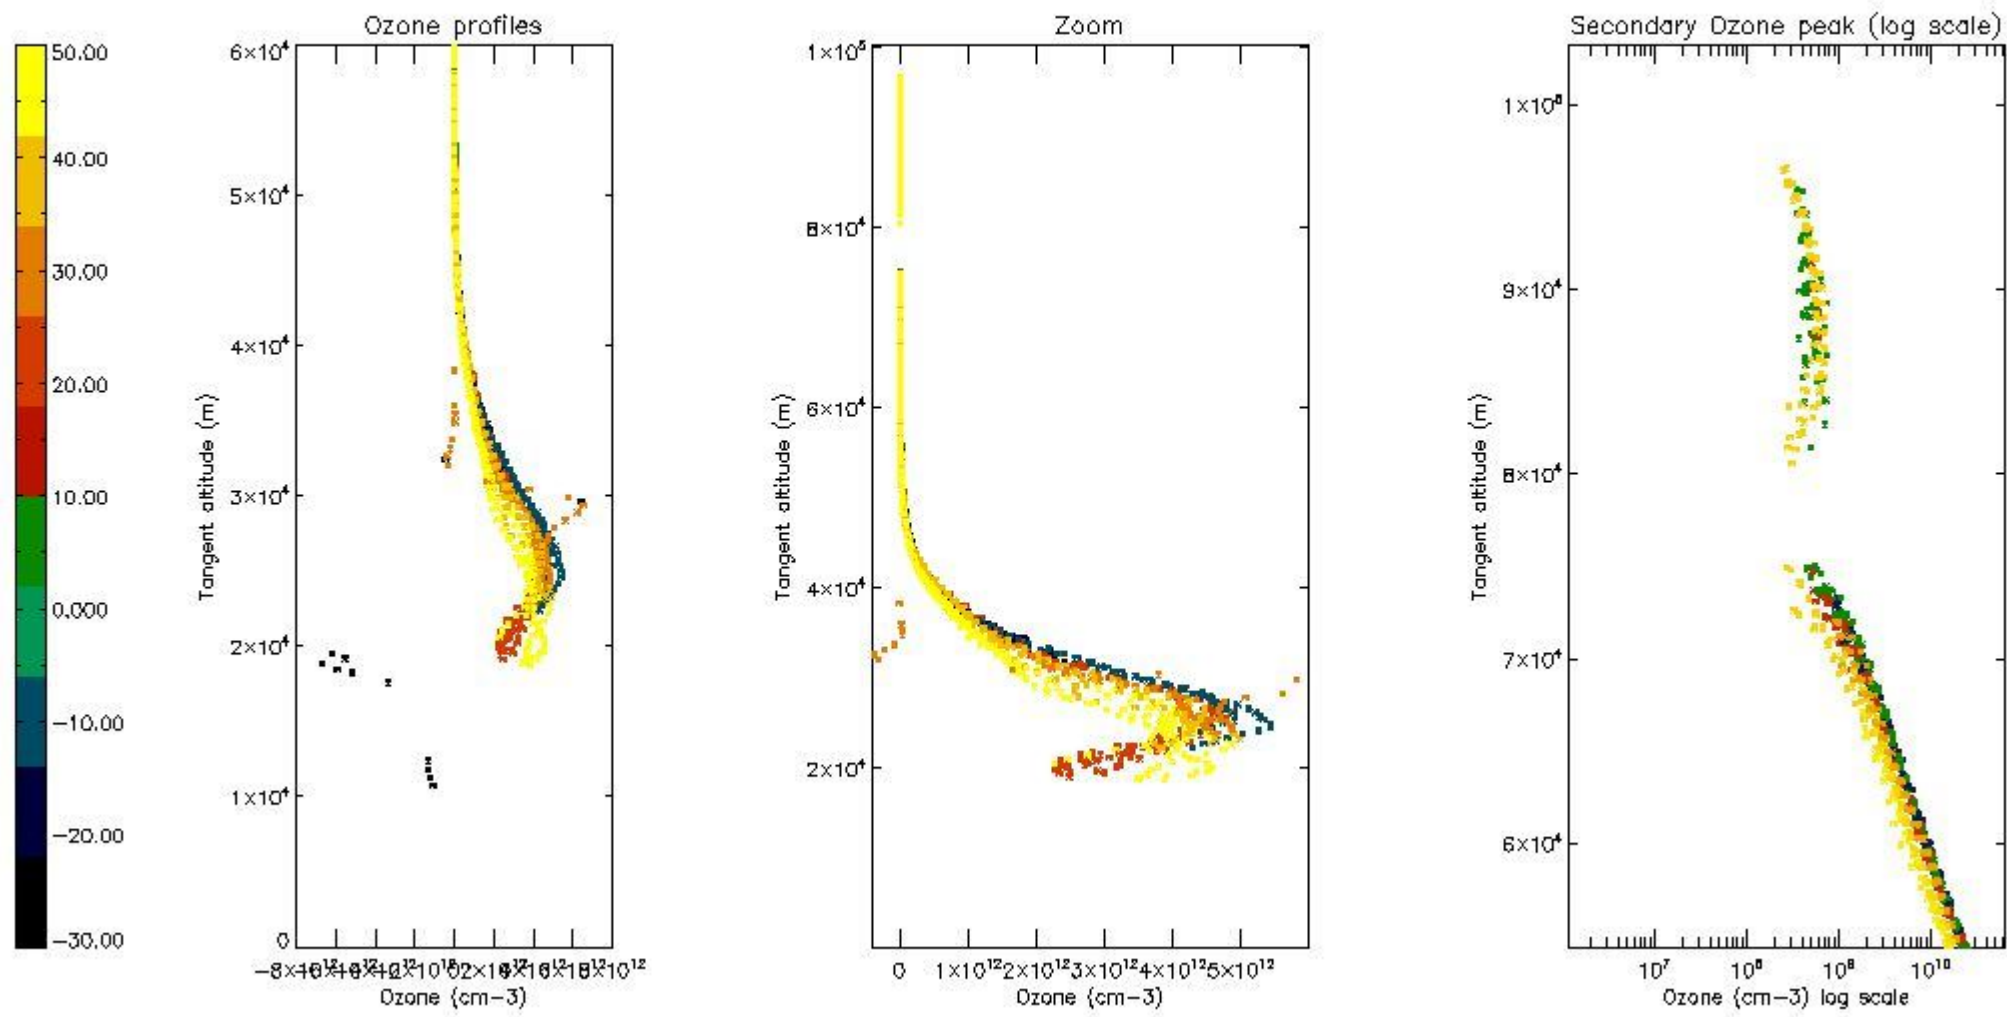 50.00
40.00
30.00
20.00
10.00
0.000
-10.00
-20.00
-30.00
Ozone profiles
6×10⁴
5×10⁴
4×10⁴
3×10⁴
2×10⁴
1×10⁴
0
Tangent altitude (m)
Ozone (cm-3)
Zoom
1×10⁵
8×10⁴
6×10⁴
4×10⁴
2×10⁴
Tangent altitude (m)
0 1×10¹² 2×10¹² 3×10¹² 4×10¹² 5×10¹²
Ozone (cm-3)
Secondary Ozone peak (log scale)
9×10⁴
8×10⁴
7×10⁴
6×10⁴
Tangent altitude (m)
10⁷ 10¹⁰
Ozone (cm-3) log scale